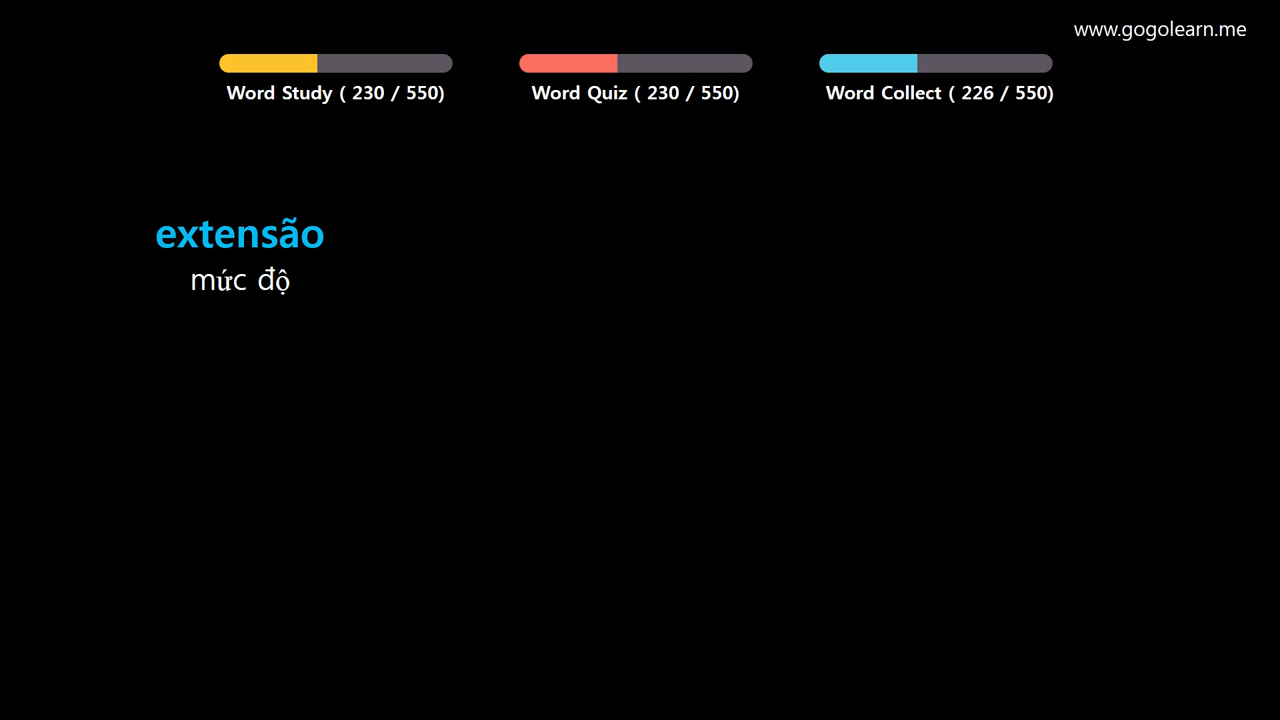 www.gogolearn.me
Word Study ( 230 / 550)
Word Quiz ( 230 / 550)
Word Collect ( 226 / 550)
extensão
mức độ